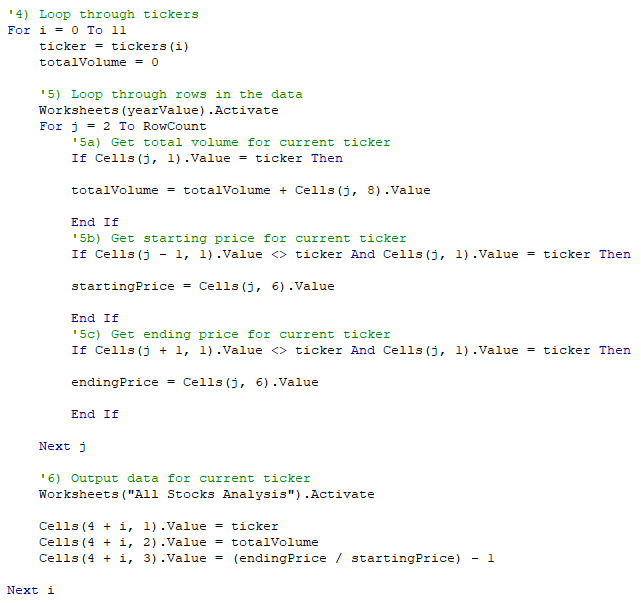 '4) Loop through tickers
For i = 0 To 11
    ticker = tickers(i)
    totalVolume = 0
    '5) Loop through rows in the data
    Worksheets(yearValue).Activate
    For j = 2 To RowCount
        '5a) Get total volume for current ticker
        If Cells(j, 1).Value = ticker Then
        totalVolume = totalVolume + Cells(j, 8).Value
        End If
        '5b) Get starting price for current ticker
        If Cells(j - 1, 1).Value <> ticker And Cells(j, 1).Value = ticker Then
        startingPrice = Cells(j, 6).Value
        End If
        '5c) Get ending price for current ticker
        If Cells(j + 1, 1).Value <> ticker And Cells(j, 1).Value = ticker Then
        endingPrice = Cells(j, 6).Value
        End If
    Next j
    '6) Output data for current ticker
    Worksheets("All Stocks Analysis").Activate
    Cells(4 + i, 1).Value = ticker
    Cells(4 + i, 2).Value = totalVolume
    Cells(4 + i, 3).Value = (endingPrice / startingPrice) - 1
Next i